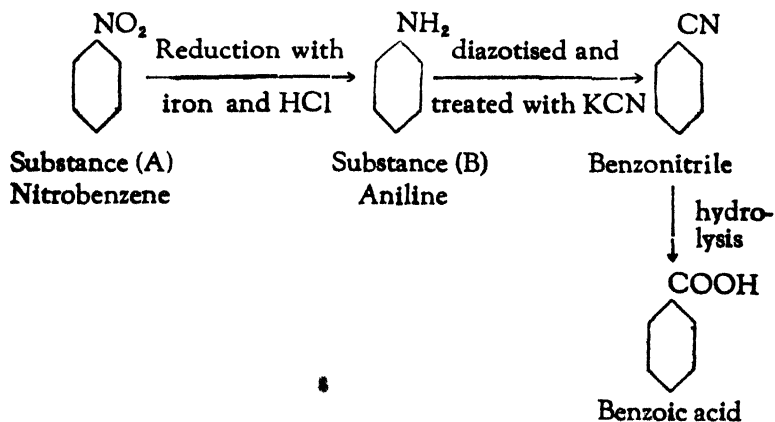 NO₂
Reduction with
iron and HCl
NH₂
diazotised and
treated with KCN
CN
Substance (A)
Nitrobenzene
Substance (B)
Aniline
Benzonitrile
hydro-
lysis
COOH
Benzoic acid